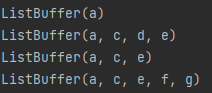 ListBuffer(a)
ListBuffer(a, c, d, e)
ListBuffer(a, c, e)
ListBuffer(a, c, e, f, g)